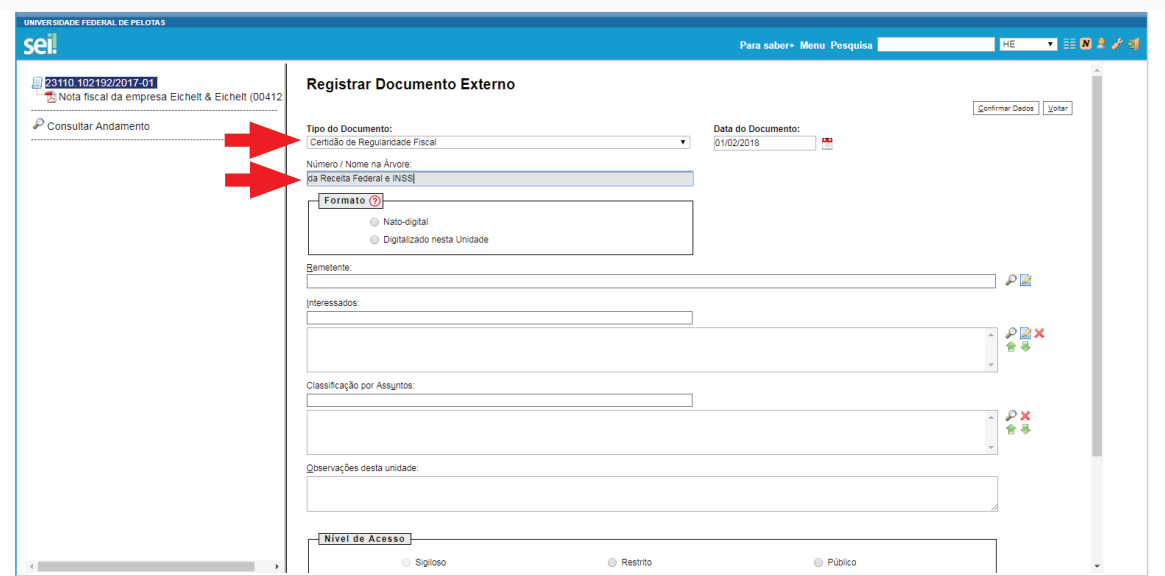 UNIVERSIDADE FEDERAL DE PELOTAS
sei!
Para saber+ Menu Pesquisa HE N
23110.102192/2017-01
Nota fiscal da empresa Eichelt & Eichelt (00412
Consultar Andamento
Registrar Documento Externo
Confirmar Dados Voltar
Tipo do Documento: Data do Documento:
Certidão de Regularidade Fiscal 01/02/2018
Número / Nome na Árvore:
da Receita Federal e INSS
Formato ?
Nato-digital
Digitalizado nesta Unidade
Remetente:
Interessados:
Classificação por Assuntos:
Observações desta unidade:
Nível de Acesso
Sigiloso Restrito Público